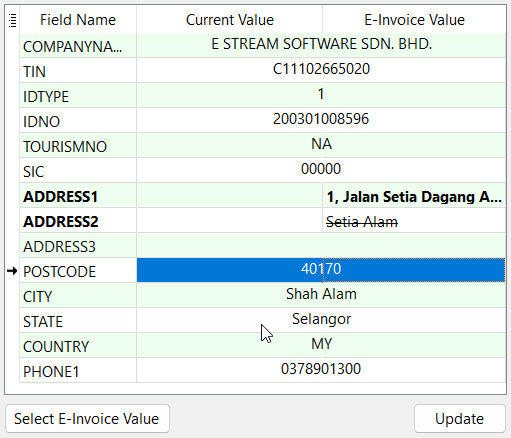 Field Name Current Value E-Invoice Value
COMPANYNA... E STREAM SOFTWARE SDN. BHD.
TIN C11102665020
IDTYPE 1
IDNO 200301008596
TOURISMNO NA
SIC 00000
ADDRESS1 1, Jalan Setia Dagang A...
ADDRESS2 Setia Alam
ADDRESS3
POSTCODE 40170
CITY Shah Alam
STATE Selangor
COUNTRY MY
PHONE1 0378901300
Select E-Invoice Value Update